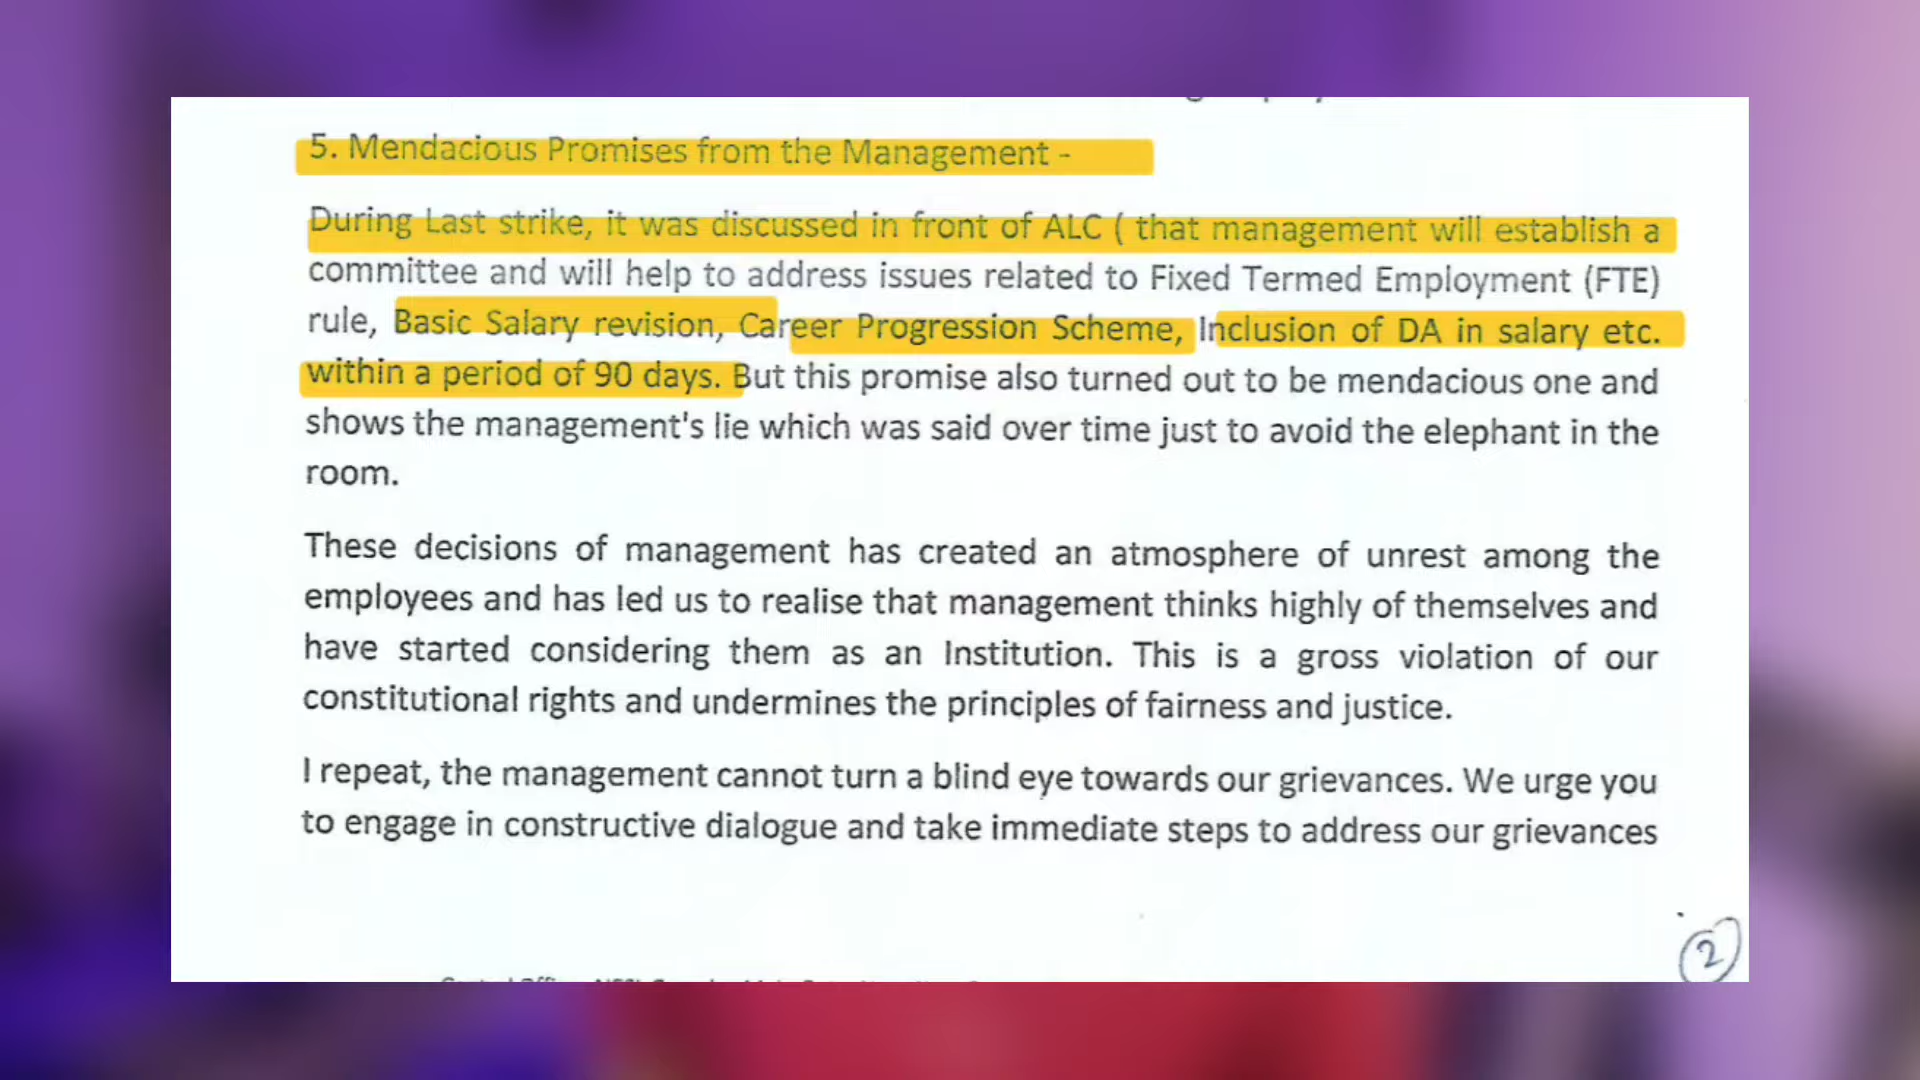 5. Mendacious Promises from the Management -
During Last strike, it was discussed in front of ALC ( that management will establish a
committee and will help to address issues related to Fixed Termed Employment (FTE)
rule, Basic Salary revision, Career Progression Scheme, Inclusion of DA in salary etc.
within a period of 90 days. But this promise also turned out to be mendacious one and
shows the management's lie which was said over time just to avoid the elephant in the
room.
These decisions of management has created an atmosphere of unrest among the
employees and has led us to realise that management thinks highly of themselves and
have started considering them as an Institution. This is a gross violation of our
constitutional rights and undermines the principles of fairness and justice.
I repeat, the management cannot turn a blind eye towards our grievances. We urge you
to engage in constructive dialogue and take immediate steps to address our grievances
2